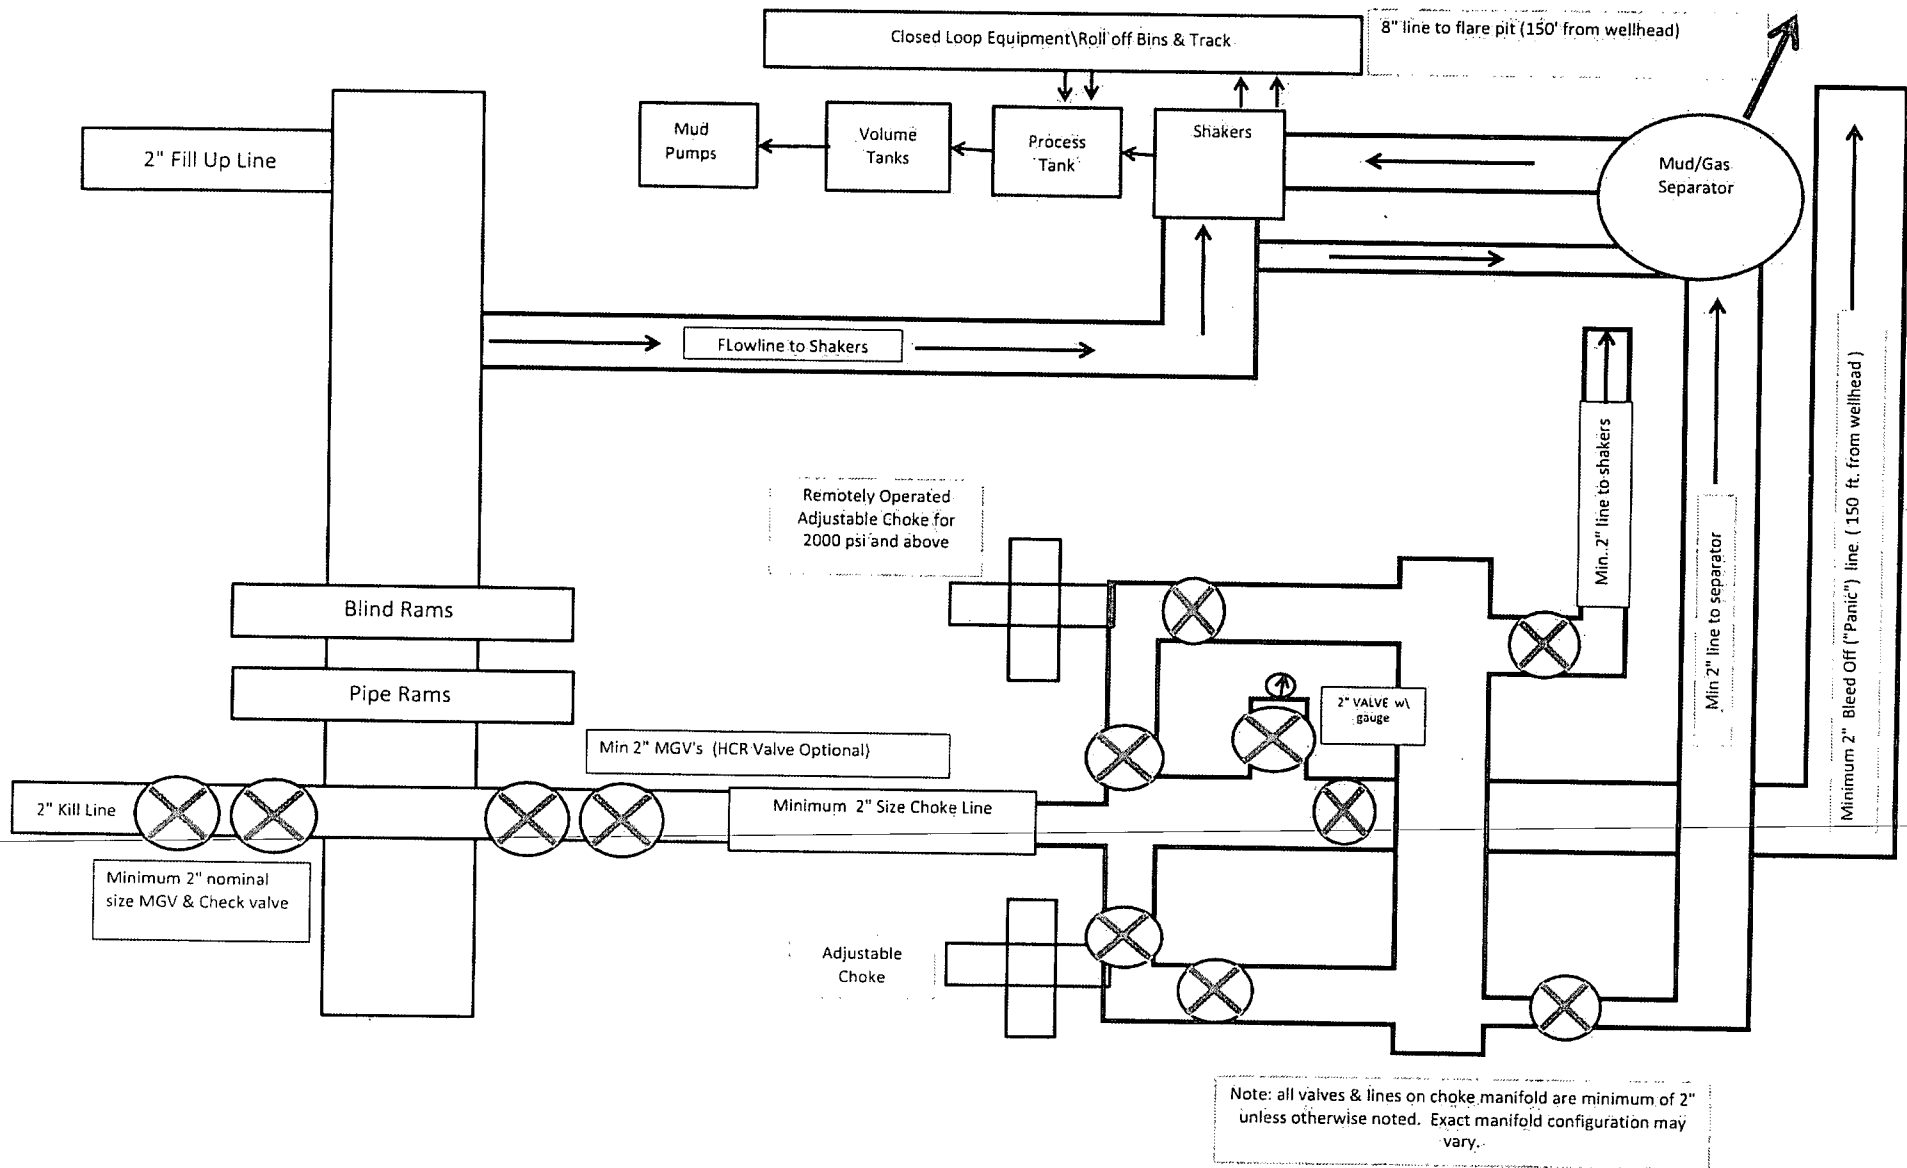 Closed Loop Equipment\Roll off Bins & Track
8" line to flare pit (150' from wellhead)
2" Fill Up Line
Mud
Pumps
Volume
Tanks
Process
Tank
Shakers
Mud/Gas
Separator
FLowline to Shakers
Remotely Operated
Adjustable Choke for
2000 psi and above
Min. 2" line to shakers
Min 2" line to separator
Minimum 2" Bleed Off ("Panic") line. ( 150 ft. from wellhead )
Blind Rams
Pipe Rams
2" VALVE w\
gauge
Min 2" MGV's (HCR Valve Optional)
2" Kill Line
Minimum 2" Size Choke Line
Minimum 2" nominal
size MGV & Check valve
Adjustable
Choke
Note: all valves & lines on choke manifold are minimum of 2"
unless otherwise noted. Exact manifold configuration may
vary.